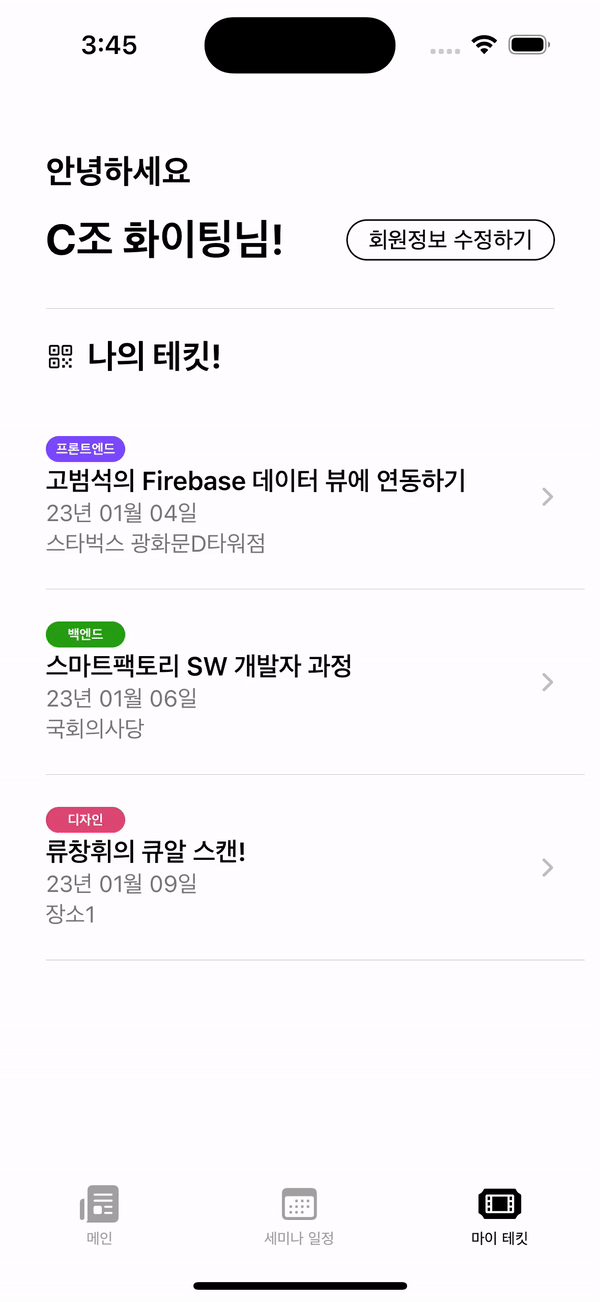 3:45
안녕하세요
C조 화이팅님!
회원정보 수정하기
나의 테킷!
프론트엔드
고범석의 Firebase 데이터 뷰에 연동하기
23년 01월 04일
스타벅스 광화문D타워점
백엔드
스마트팩토리 SW 개발자 과정
23년 01월 06일
국회의사당
디자인
류창휘의 큐알 스캔!
23년 01월 09일
장소1
메인
세미나 일정
마이 테킷